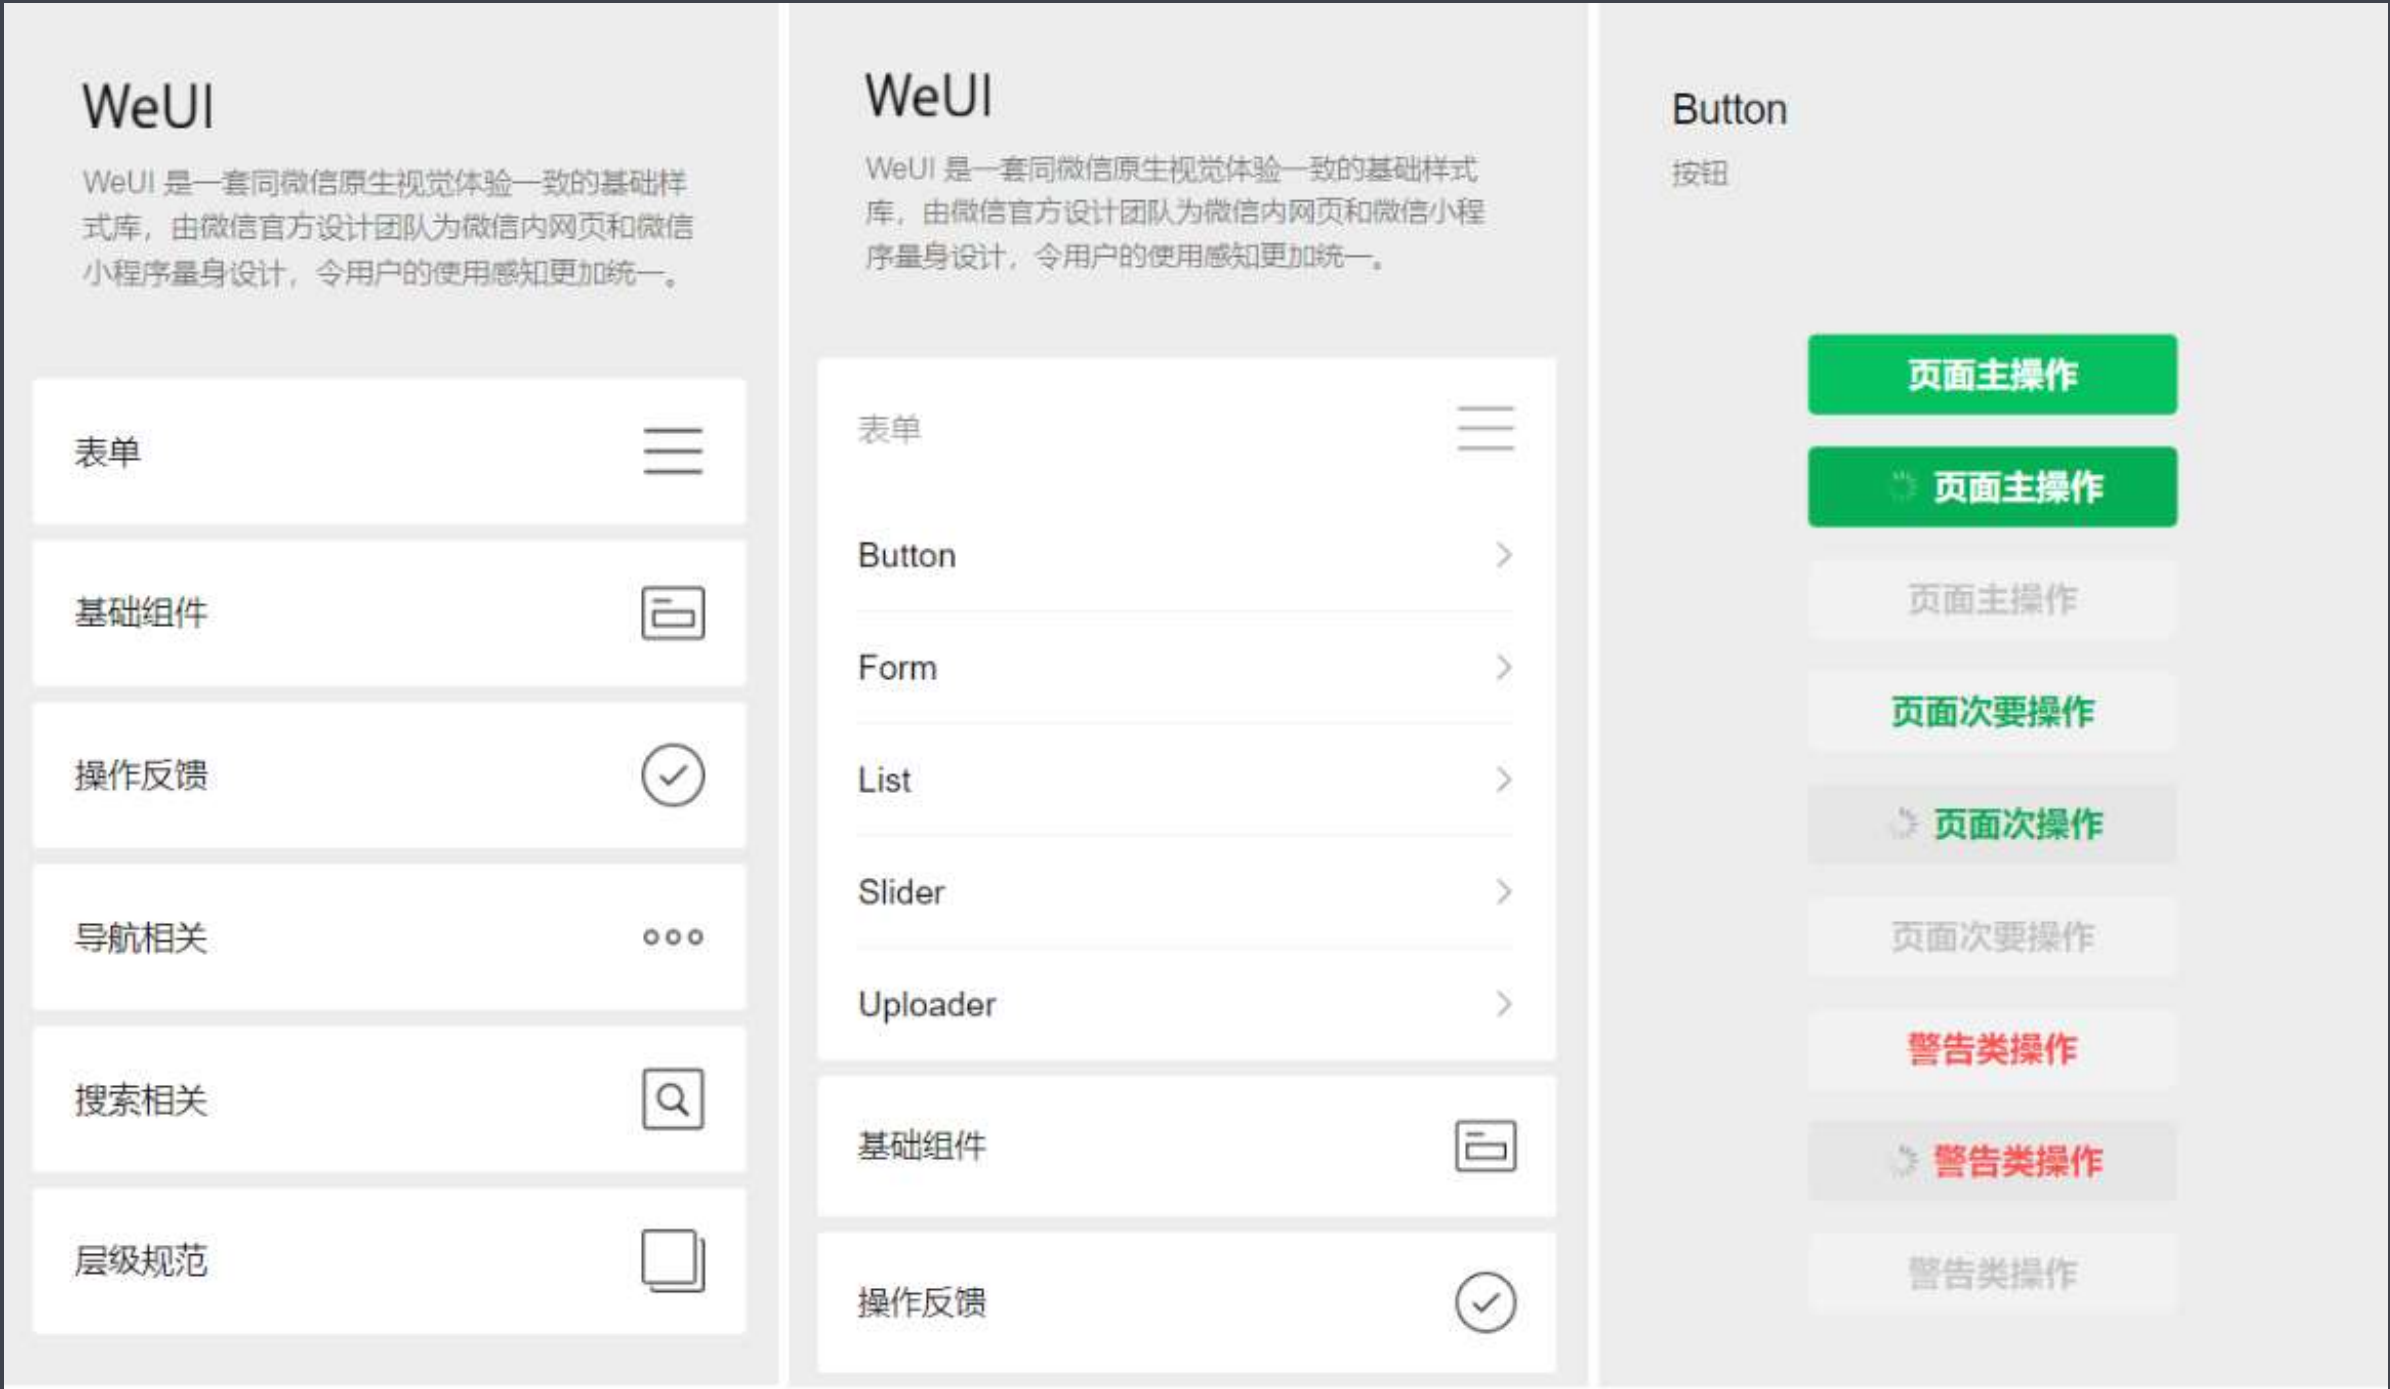 WeUI
WeUI 是一套同微信原生视觉体验一致的基础样
式库，由微信官方设计团队为微信内网页和微信
小程序量身设计，令用户的使用感知更加统一。
表单
基础组件
操作反馈
导航相关
搜索相关
层级规范
WeUI
WeUI 是一套同微信原生视觉体验一致的基础样式
库，由微信官方设计团队为微信内网页和微信小程
序量身设计，令用户的使用感知更加统一。
表单
Button
Form
List
Slider
Uploader
基础组件
操作反馈
Button
按钮
页面主操作
页面主操作
页面主操作
页面次要操作
页面次操作
页面次要操作
警告类操作
警告类操作
警告类操作